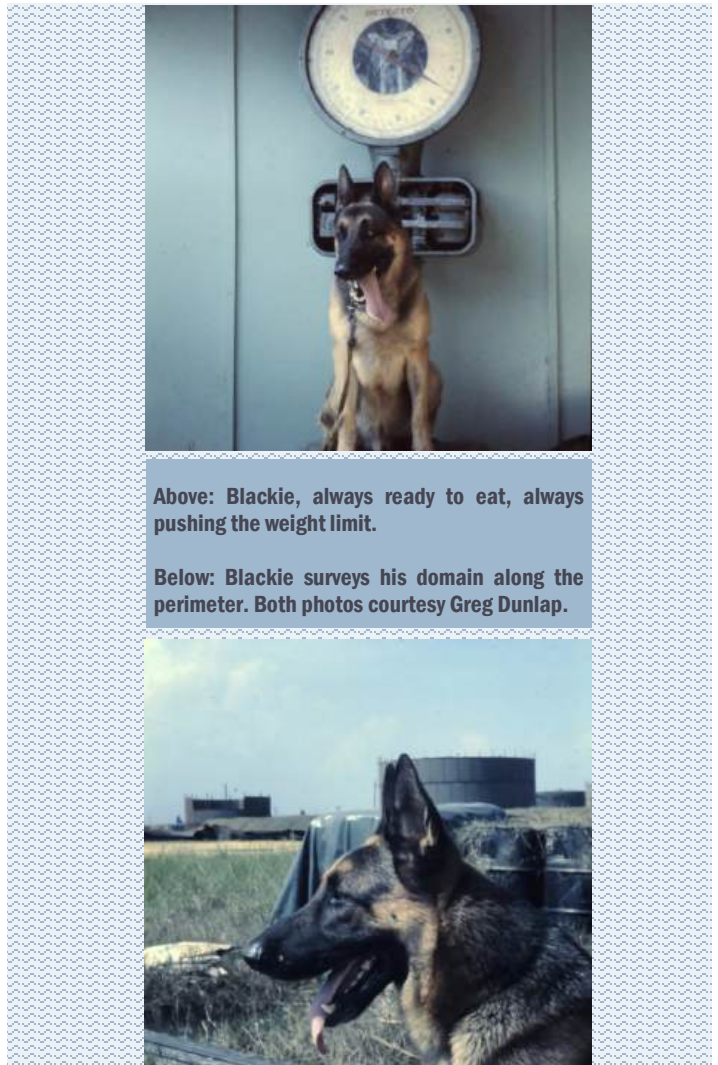 DETECTO
Above: Blackie, always ready to eat, always
pushing the weight limit.
Below: Blackie surveys his domain along the
perimeter. Both photos courtesy Greg Dunlap.